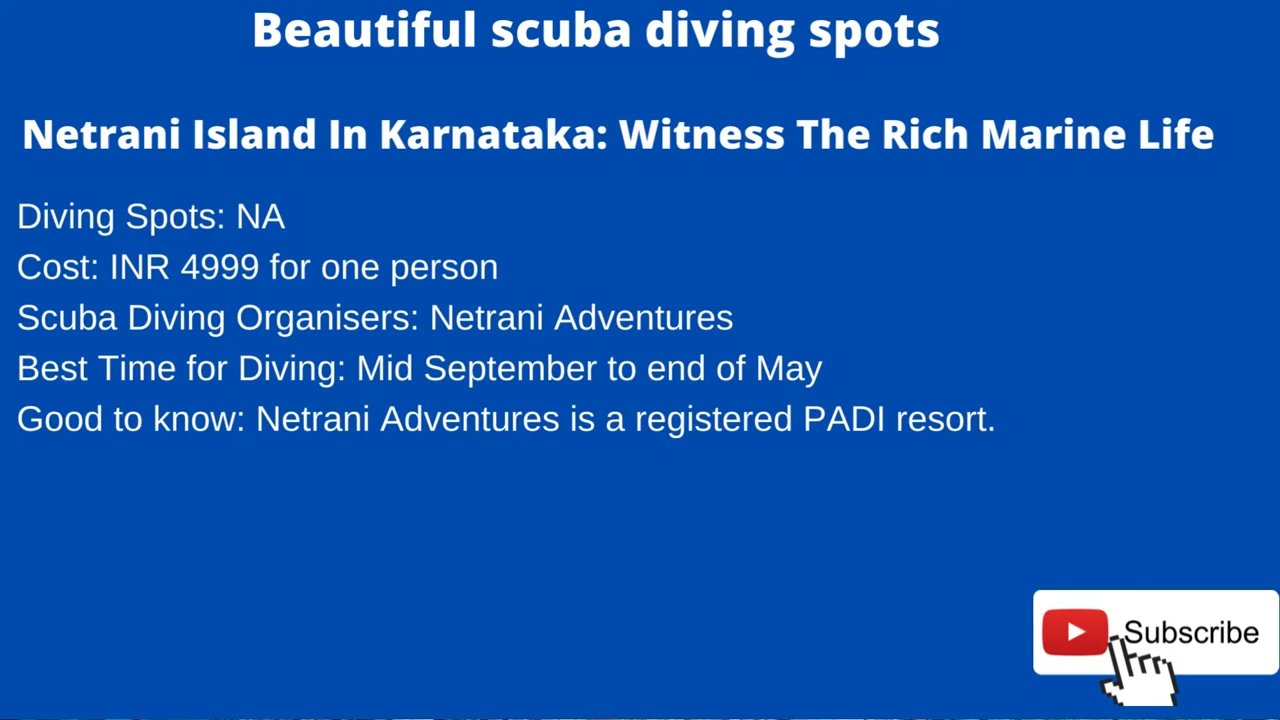 Beautiful scuba diving spots
Netrani Island In Karnataka: Witness The Rich Marine Life
Diving Spots: NA
Cost: INR 4999 for one person
Scuba Diving Organisers: Netrani Adventures
Best Time for Diving: Mid September to end of May
Good to know: Netrani Adventures is a registered PADI resort.
Subscribe